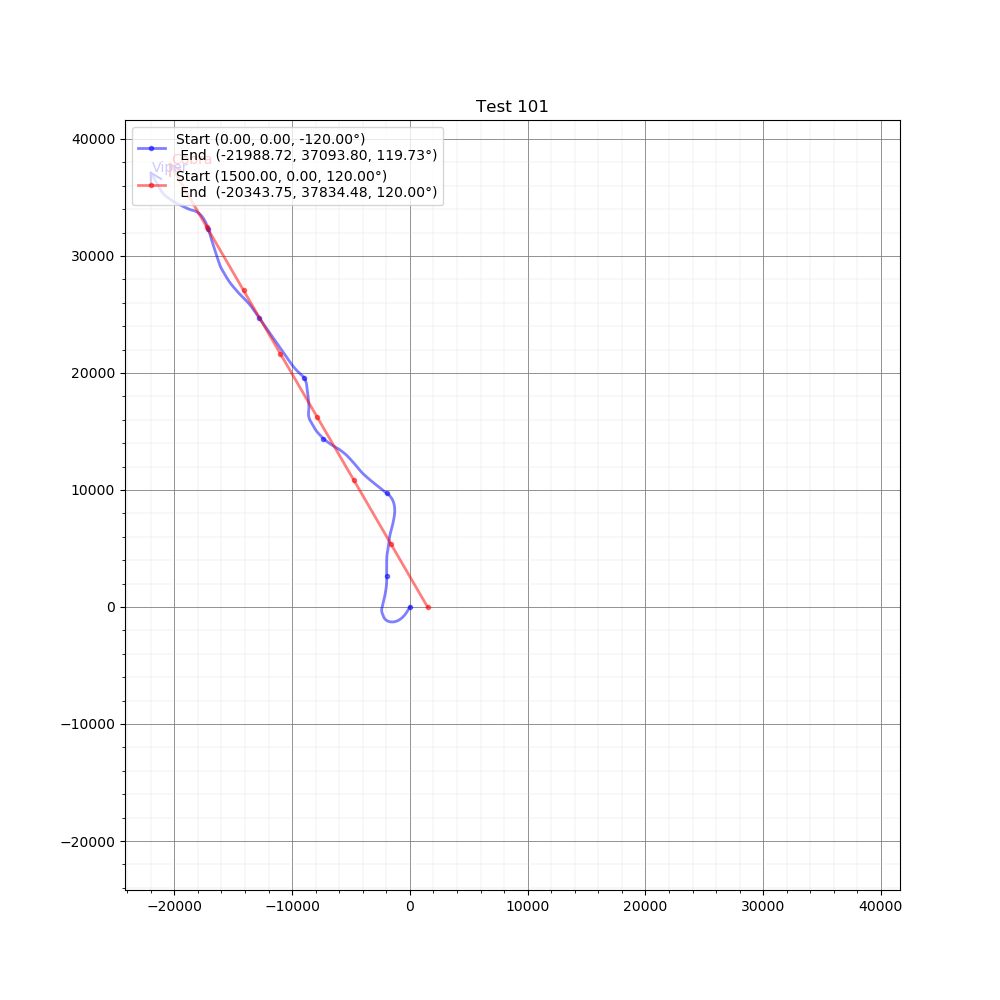 Test 101
Start (0.00, 0.00, -120.00°)
End (-21988.72, 37093.80, 119.73°)
Start (1500.00, 0.00, 120.00°)
End (-20343.75, 37834.48, 120.00°)
Viper
40000
30000
20000
10000
0
−10000
−20000
−20000 −10000 0 10000 20000 30000 40000